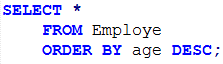 SELECT *
FROM Employe
ORDER BY age DESC;